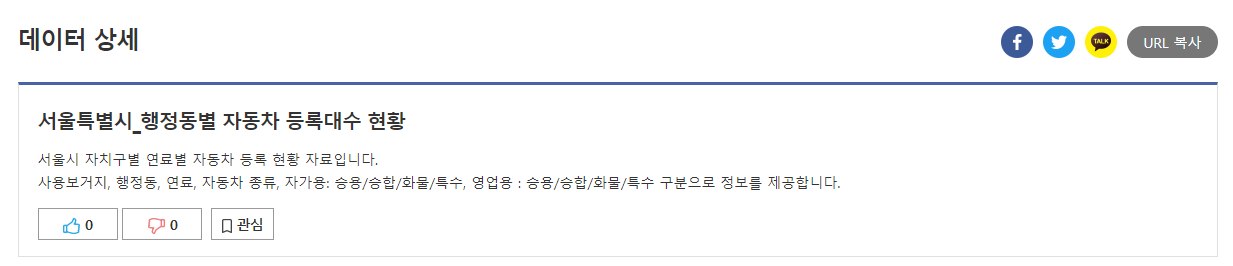 데이터 상세
f
TALK
URL 복사
서울특별시_행정동별 자동차 등록대수 현황
서울시 자치구별 연료별 자동차 등록 현황 자료입니다.
사용보거지, 행정동, 연료, 자동차 종류, 자가용: 승용/승합/화물/특수, 영업용 : 승용/승합/화물/특수 구분으로 정보를 제공합니다.
0 0 관심